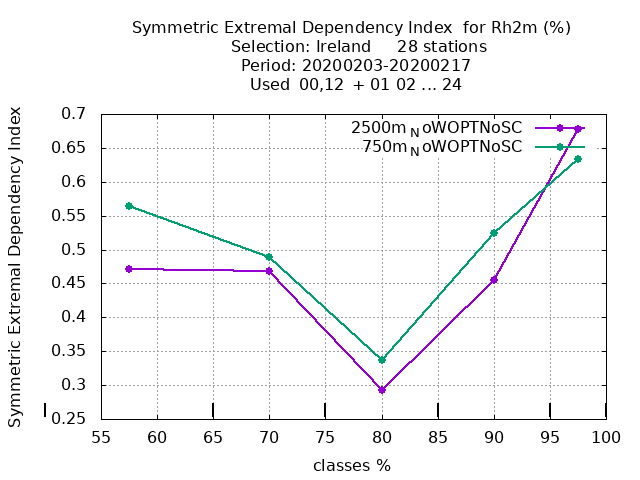 Symmetric Extremal Dependency Index  for Rh2m (%)
Selection: Ireland     28 stations
Period: 20200203-20200217
Used  00,12  + 01 02 ... 24
Symmetric Extremal Dependency Index
2500m_NoWOPTNoSC
750m_NoWOPTNoSC
0.7
0.65
0.6
0.55
0.5
0.45
0.4
0.35
0.3
0.25
55 60 65 70 75 80 85 90 95 100
classes %